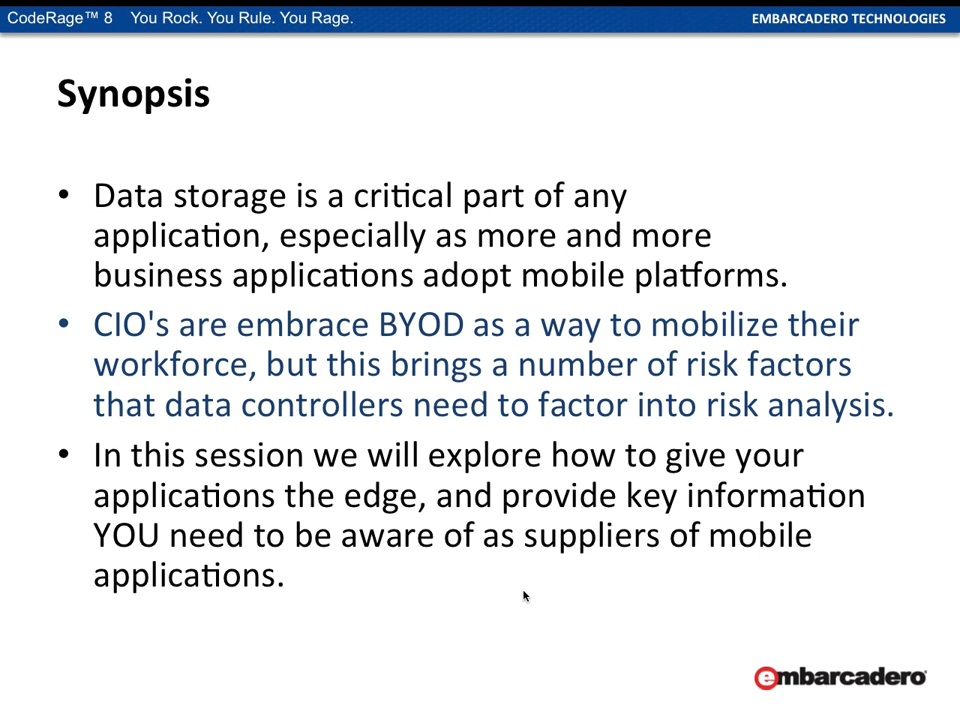 CodeRage™ 8 You Rock. You Rule. You Rage.
EMBARCADERO TECHNOLOGIES
Synopsis
• Data storage is a critical part of any
application, especially as more and more
business applications adopt mobile platforms.
• CIO's are embrace BYOD as a way to mobilize their
workforce, but this brings a number of risk factors
that data controllers need to factor into risk analysis.
• In this session we will explore how to give your
applications the edge, and provide key information
YOU need to be aware of as suppliers of mobile
applications.
embarcadero